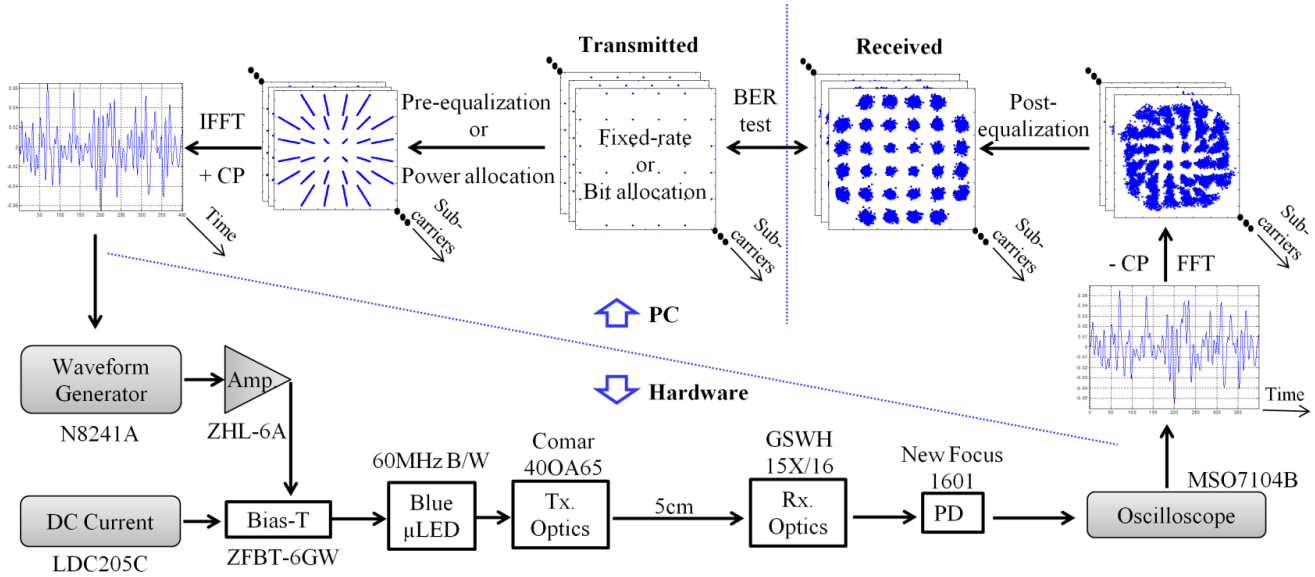 Transmitted
Received
IFFT
+ CP
Time
Pre-equalization
or
Power allocation
Sub-
carriers
Fixed-rate
or
Bit allocation
Sub-
carriers
BER
test
Sub-
carriers
Post-
equalization
Sub-
carriers
- CP
FFT
Time
PC
Hardware
Waveform
Generator
N8241A
Amp.
ZHL-6A
DC Current
LDC205C
Bias-T
ZFBT-6GW
60MHz B/W
Blue
μLED
Comar
40OA65
Tx.
Optics
5cm
GSWH
15X/16
Rx.
Optics
New Focus
1601
PD
MSO7104B
Oscilloscope